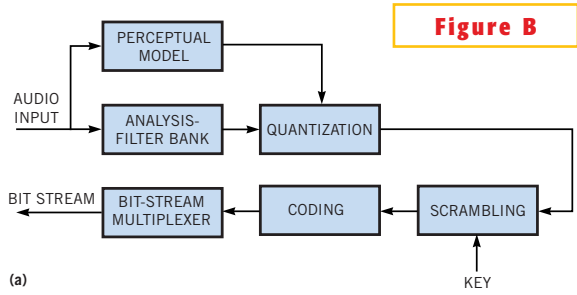 Figure B
PERCEPTUAL
MODEL
AUDIO
INPUT
ANALYSIS-
FILTER BANK
QUANTIZATION
BIT STREAM
BIT-STREAM
MULTIPLEXER
CODING
SCRAMBLING
(a)
KEY